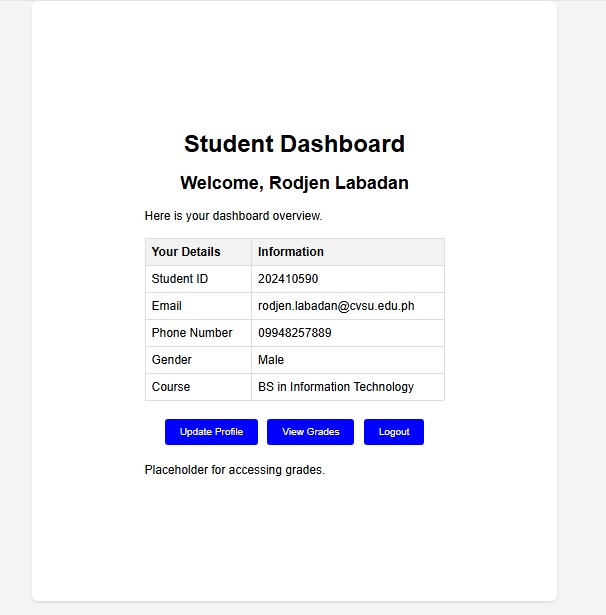 Student Dashboard
Welcome, Rodjen Labadan
Here is your dashboard overview.
Your Details Information
Student ID 202410590
Email rodjen.labadan@cvsu.edu.ph
Phone Number 09948257889
Gender Male
Course BS in Information Technology
Update Profile View Grades Logout
Placeholder for accessing grades.